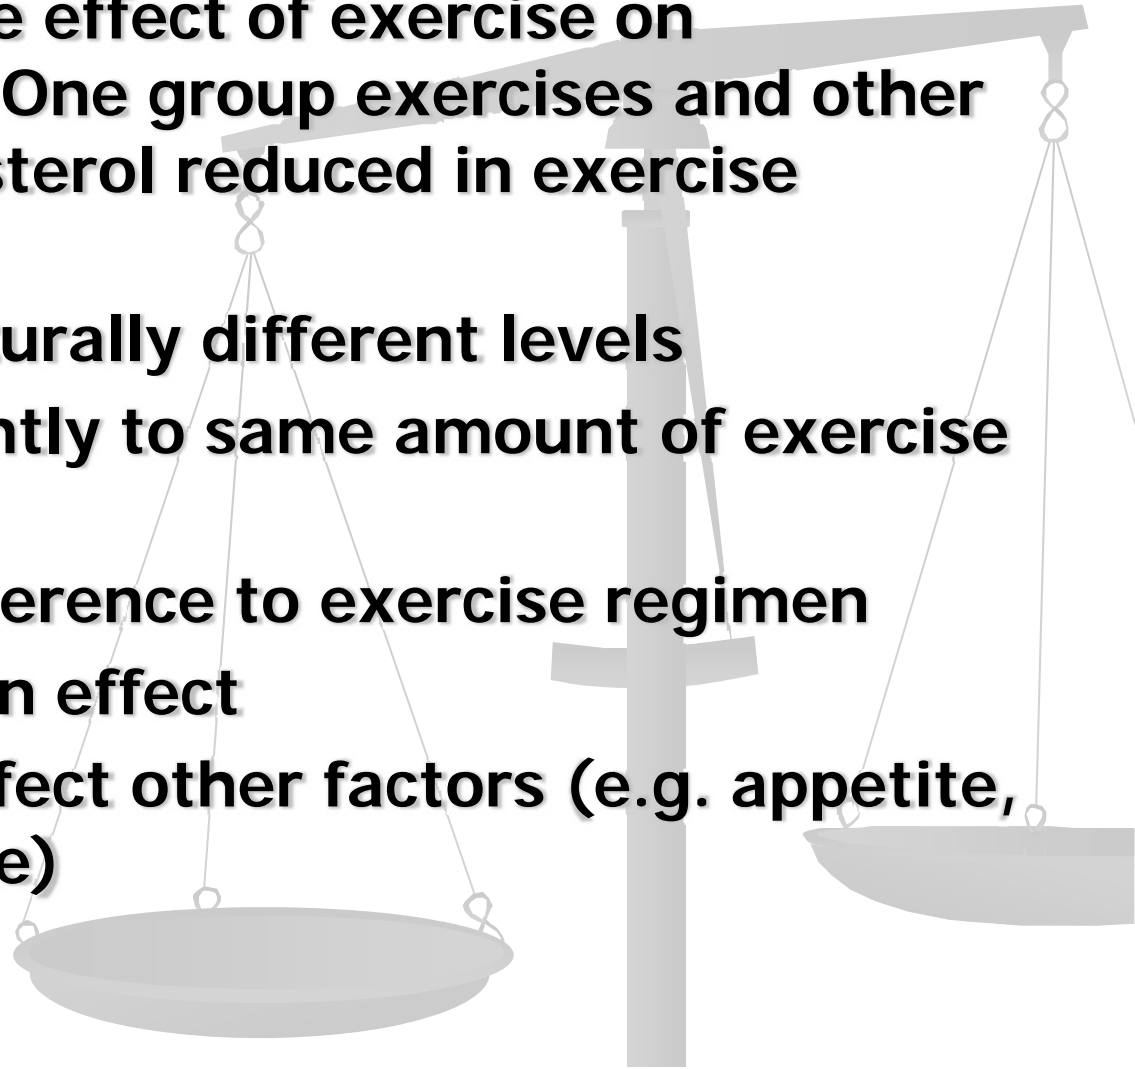 e effect of exercise on
One group exercises and other
sterol reduced in exercise
urally different levels
ntly to same amount of exercise
erence to exercise regimen
n effect
fect other factors (e.g. appetite,
e)